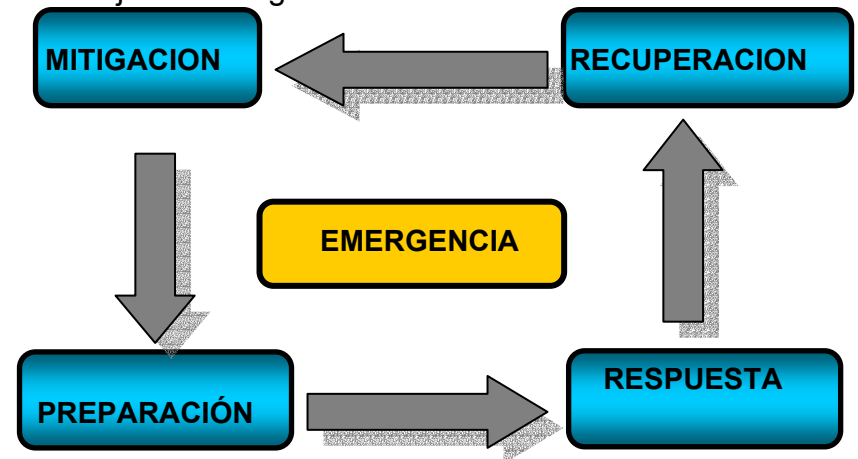 MITIGACION
RECUPERACION
EMERGENCIA
RESPUESTA
PREPARACIÓN